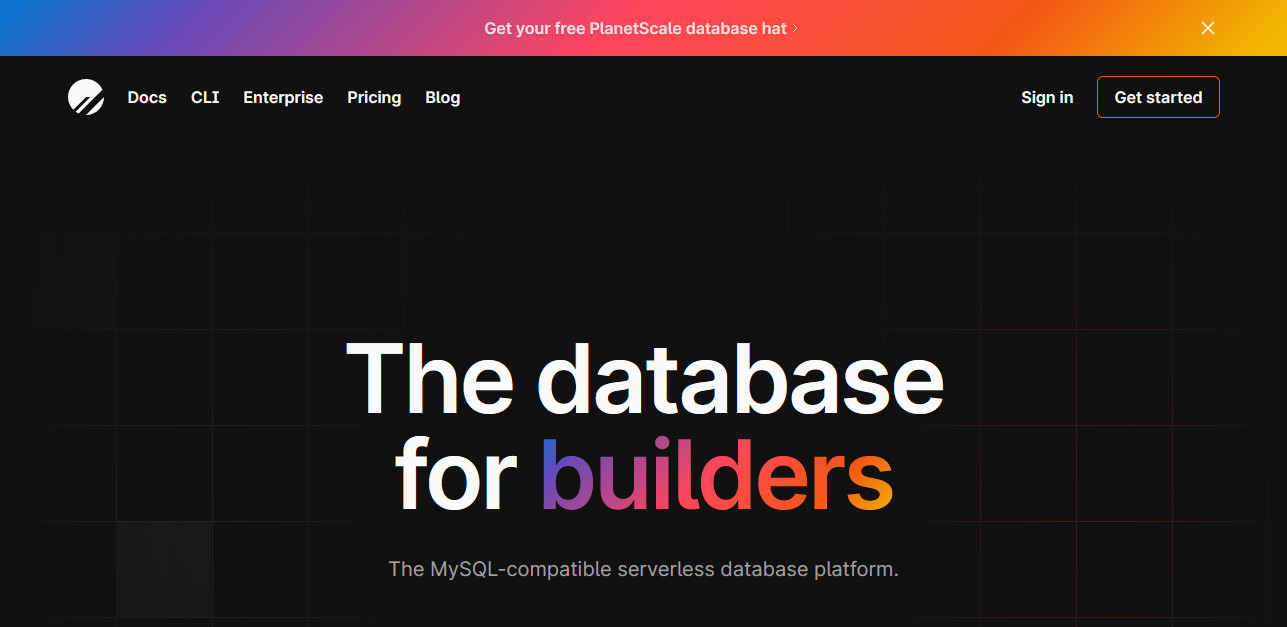 Get your free PlanetScale database hat
Docs CLI Enterprise Pricing Blog Sign in Get started
The database
for builders
The MySQL-compatible serverless database platform.